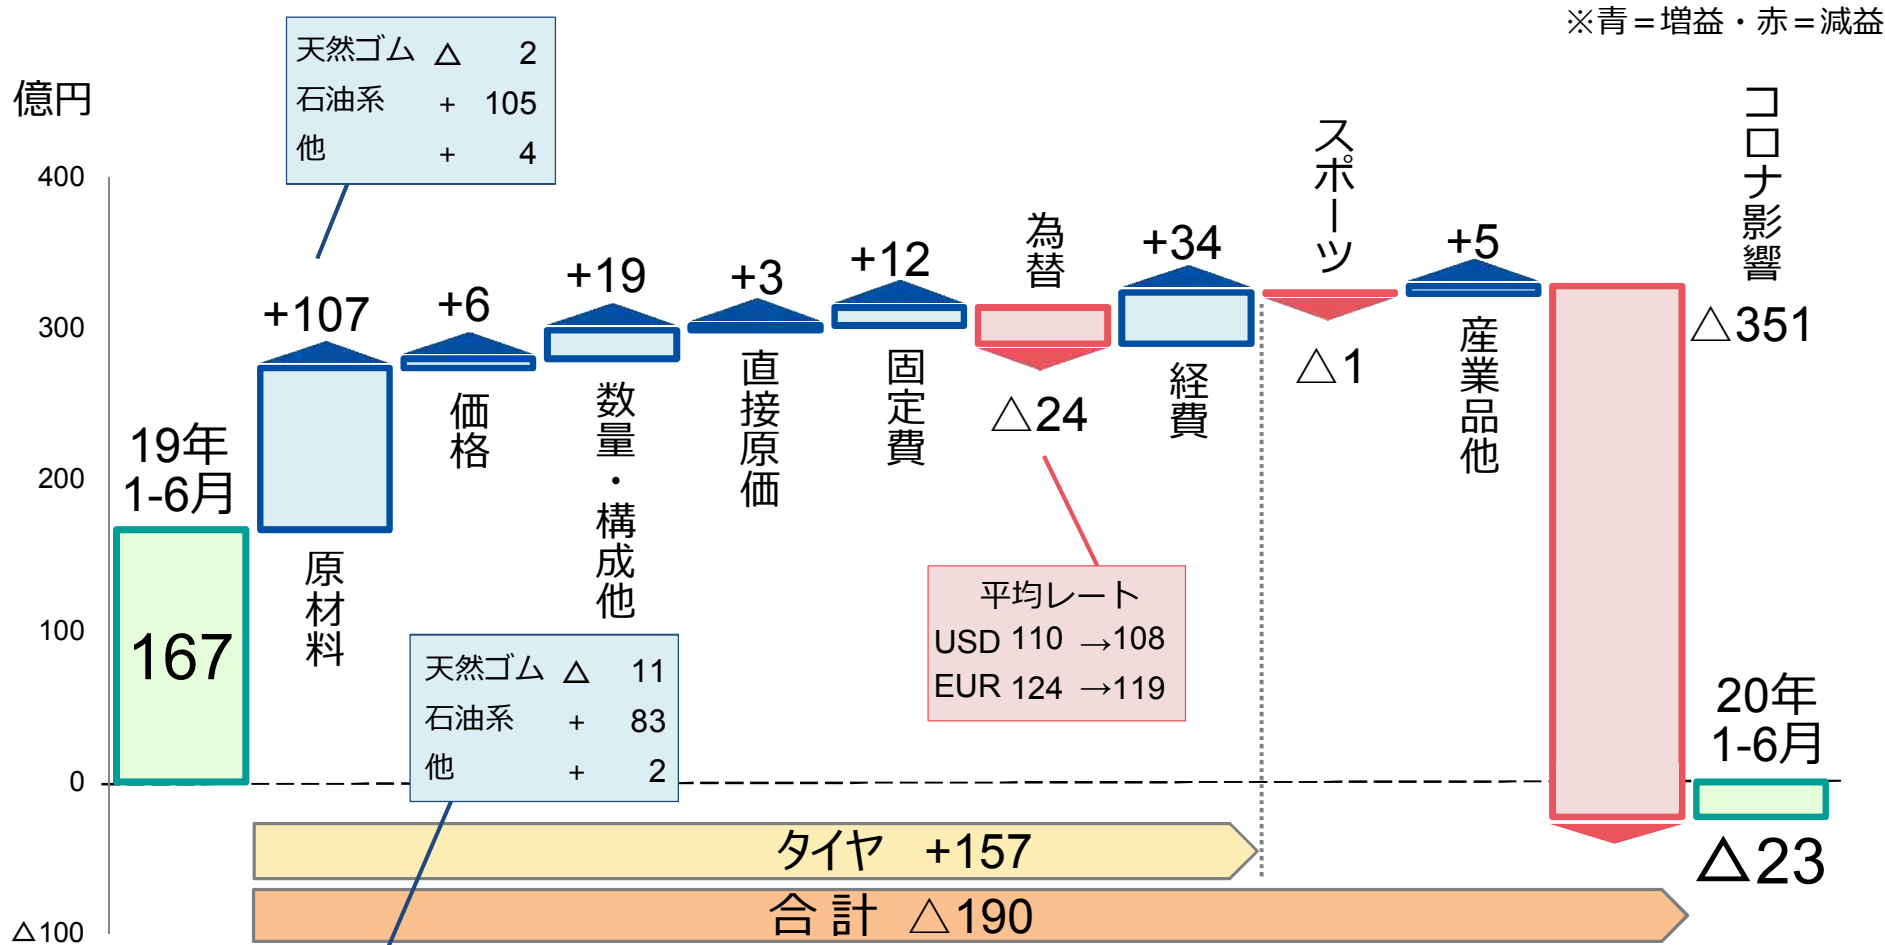 ※青＝増益・赤＝減益
億円
天然ゴム △ 2
石油系 + 105
他 + 4
400
300
200
100
0
△100
19年
1-6月
167
+107
原材料
+6
価格
+19
数量・構成他
+3
直接原価
+12
固定費
為替
△24
+34
経費
スポーツ
△1
+5
産業品他
コロナ影響
△351
平均レート
USD 110 →108
EUR 124 →119
天然ゴム △ 11
石油系 + 83
他 + 2
20年
1-6月
△23
タイヤ +157
合計 △190